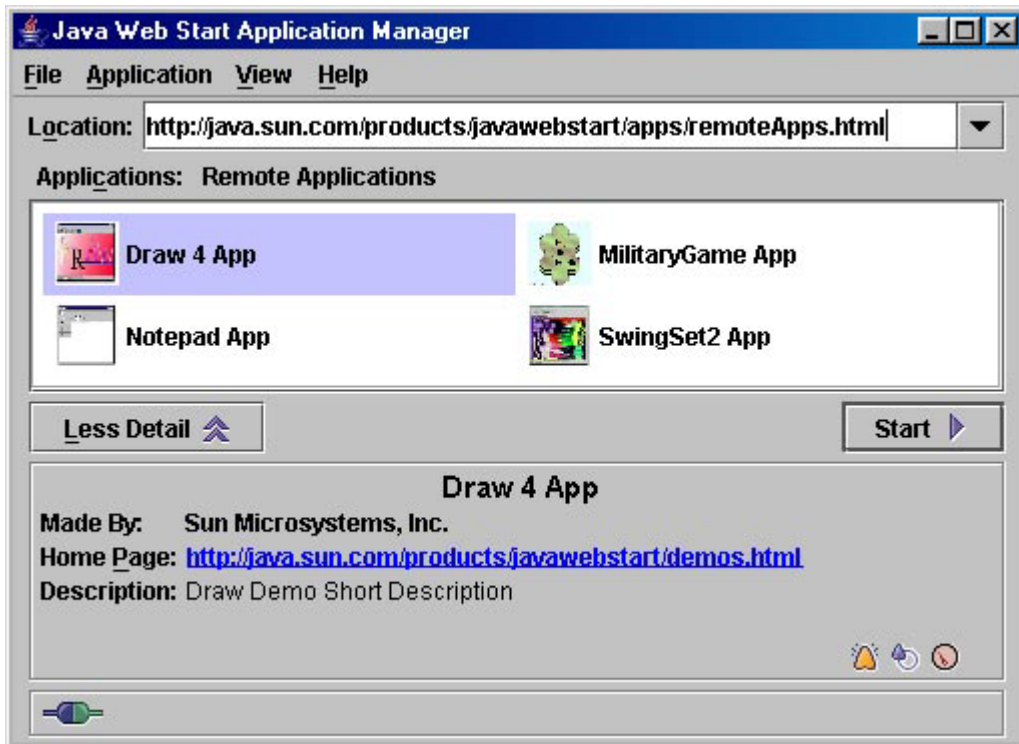 Java Web Start Application Manager
File Application View Help
Location: http://java.sun.com/products/javawebstart/apps/remoteApps.html
Applications: Remote Applications
Draw 4 App
MilitaryGame App
Notepad App
SwingSet2 App
Less Detail
Start
Draw 4 App
Made By: Sun Microsystems, Inc.
Home Page: http://java.sun.com/products/javawebstart/demos.html
Description: Draw Demo Short Description